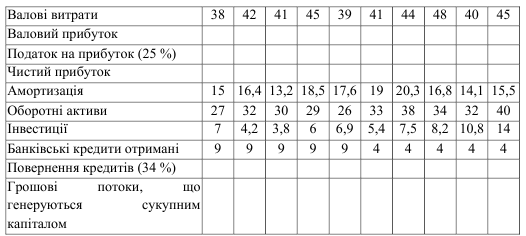 Валові витрати 38 42 41 45 39 41 44 48 40 45
Валовий прибуток
Податок на прибуток (25 %)
Чистий прибуток
Амортизація 15 16,4 13,2 18,5 17,6 19 20,3 16,8 14,1 15,5
Оборотні активи 27 32 30 29 26 33 38 34 32 40
Інвестиції 7 4,2 3,8 6 6,9 5,4 7,5 8,2 10,8 14
Банківські кредити отримані 9 9 9 9 9 4 4 4 4 4
Повернення кредитів (34 %)
Грошові потоки, що
генеруються сукупним
капіталом